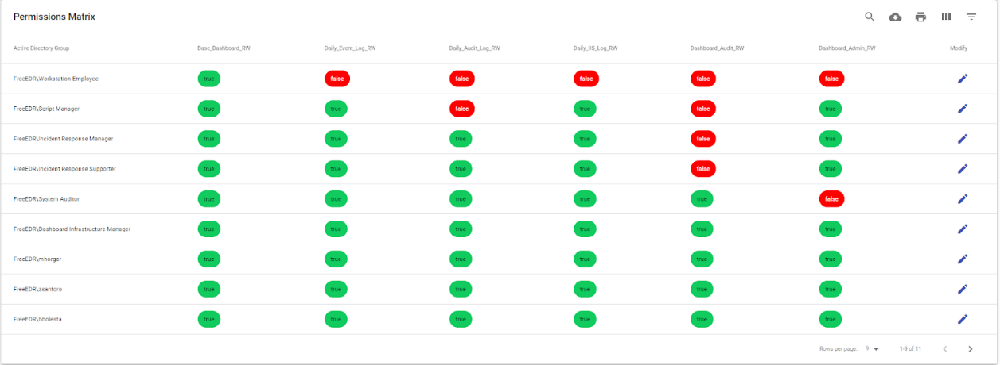 Permissions Matrix
Active Directory Group Base_Dashboard_RW Daily_Event_Log_RW Daily_Audit_Log_RW Daily_IIS_Log_RW Dashboard_Audit_RW Dashboard_Admin_RW Modify
FreeEDR\Workstation Employee true false false false false false
FreeEDR\Script Manager true true false true false true
FreeEDR\Incident Response Manager true true true true false true
FreeEDR\Incident Response Supporter true true true true false true
FreeEDR\System Auditor true true true true true false
FreeEDR\Dashboard Infrastructure Manager true true true true true true
FreeEDR\mhorger true true true true true true
FreeEDR\zsantoro true true true true true true
FreeEDR\bbolesta true true true true true true
Rows per page: 9 1-9 of 11